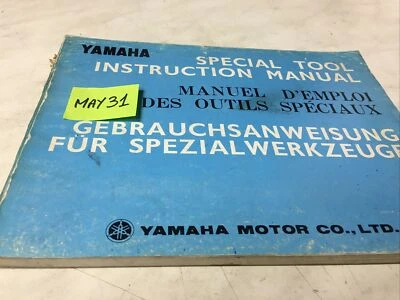 YAMAHA
SPECIAL TOOL
INSTRUCTION MANUAL
MANUEL D'EMPLOI
DES OUTILS SPÉCIAUX
MAY 31
GEBRAUCHSANWEISUNG
FÜR SPEZIALWERKZEUGE
YAMAHA MOTOR CO., LTD.